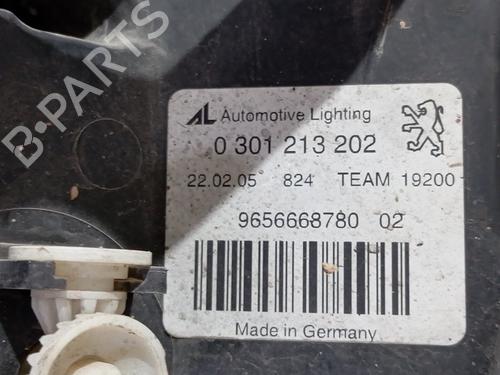 B-PARTS
AL Automotive Lighting
0 301 213 202
22.02.05 824 TEAM 19200
9656668780 02
Made in Germany